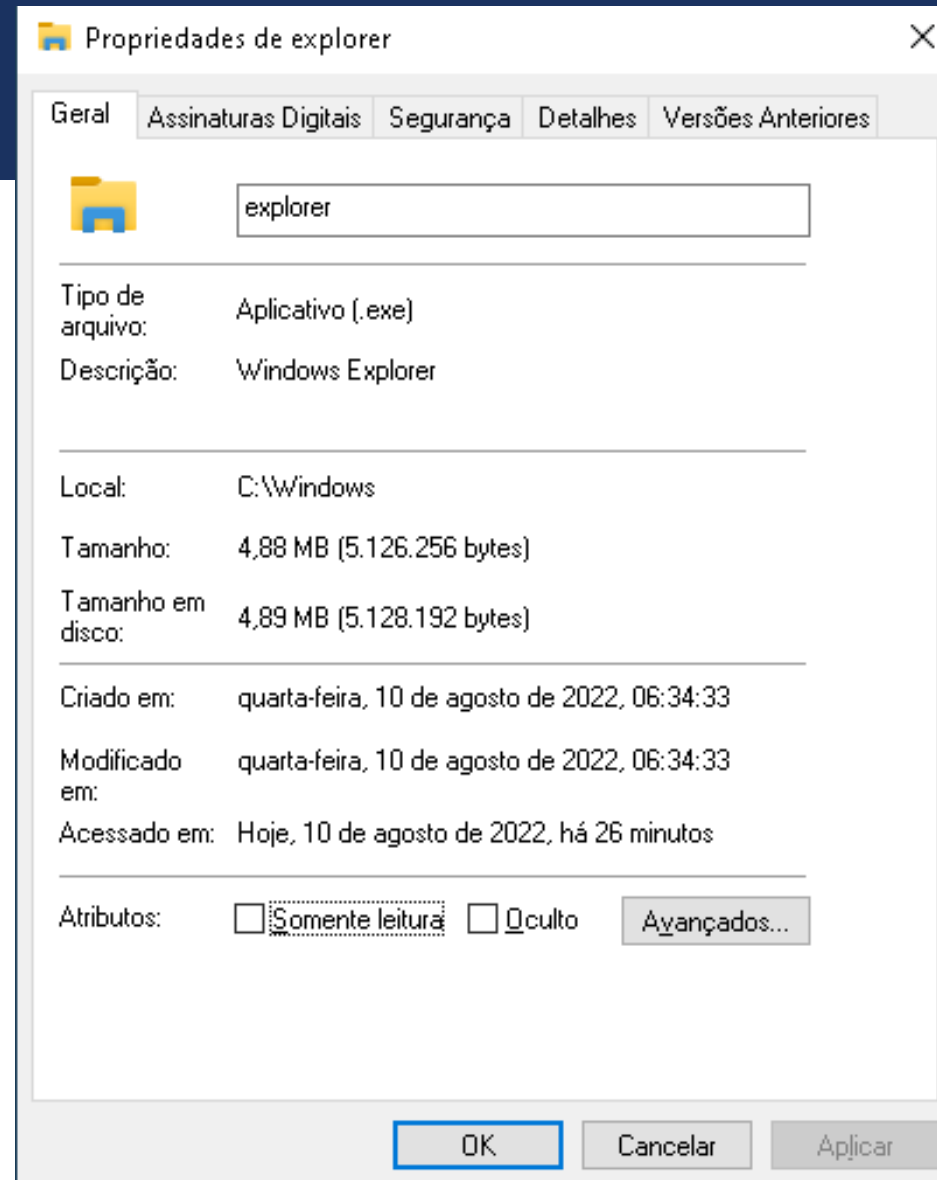 Propriedades de explorer
Geral Assinaturas Digitais Segurança Detalhes Versões Anteriores
explorer
Tipo de
arquivo:
Aplicativo (.exe)
Descrição: Windows Explorer
Local: C:\Windows
Tamanho: 4,88 MB (5.126.256 bytes)
Tamanho em
disco:
4,89 MB (5.128.192 bytes)
Criado em: quarta-feira, 10 de agosto de 2022, 06:34:33
Modificado
em:
quarta-feira, 10 de agosto de 2022, 06:34:33
Acessado em: Hoje, 10 de agosto de 2022, há 26 minutos
Atributos: Somente leitura Oculto Avançados...
OK Cancelar Aplicar